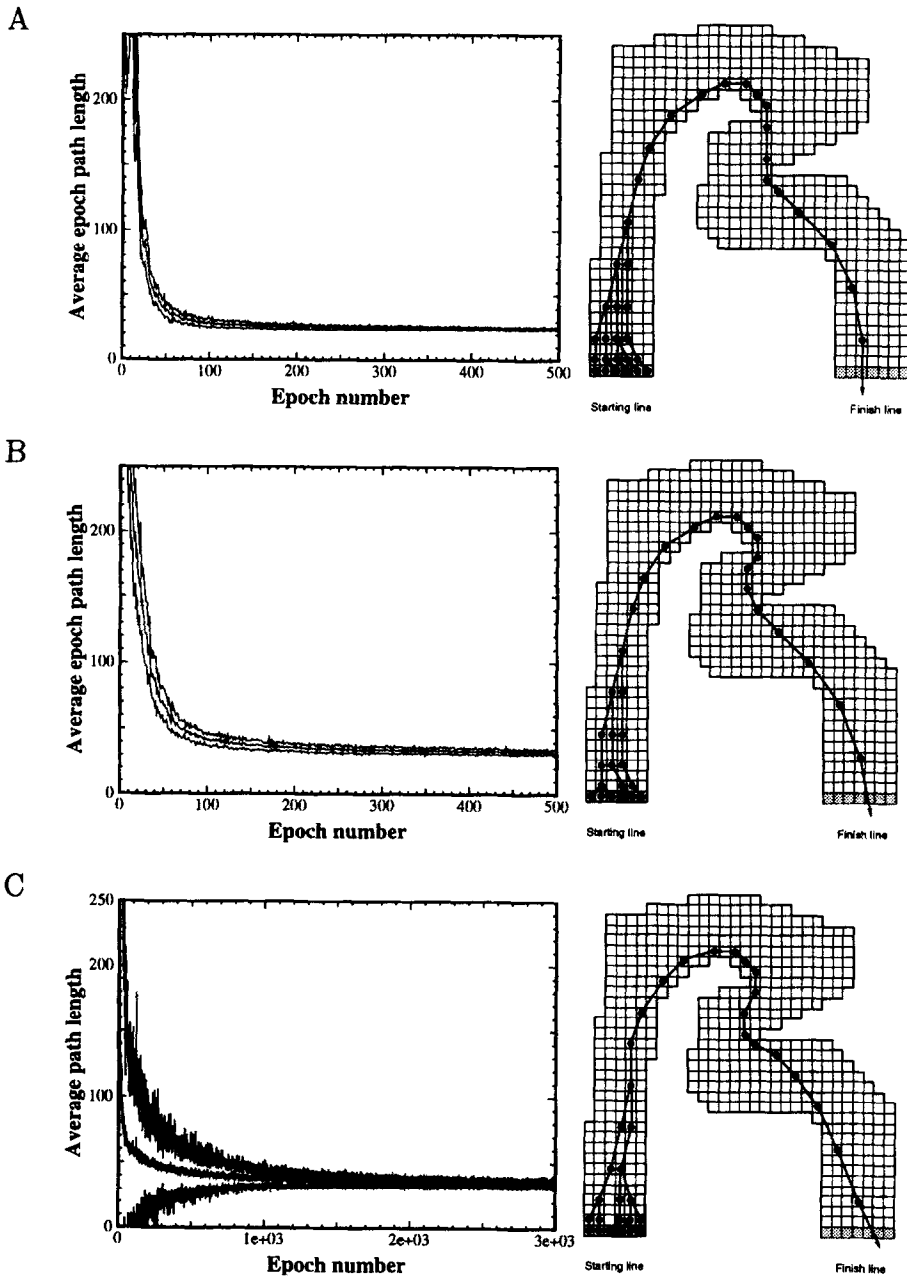 A
Average epoch path length
200
100
0
0 100 200 300 400 500
Epoch number
Starting line
Finish line
B
Average epoch path length
200
100
0
0 100 200 300 400 500
Epoch number
Starting line
Finish line
C
Average path length
250
200
100
0
0 1e+03 2e+03 3e+03
Epoch number
Starting line
Finish line